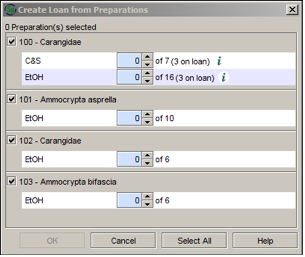 Create Loan from Preparations
0 Preparation(s) selected
100 - Carangidae
C&S 0 of 7 (3 on loan) i
EtOH 0 of 16 (3 on loan) i
101 - Ammocrypta asprella
EtOH 0 of 10
102 - Carangidae
EtOH 0 of 6
103 - Ammocrypta bifascia
EtOH 0 of 6
OK Cancel Select All Help